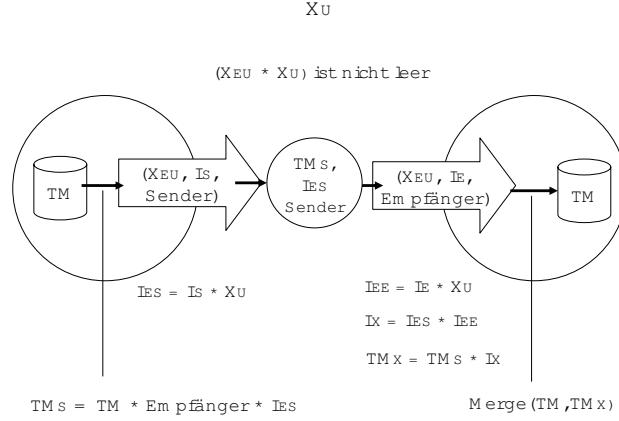 XU
(XEU * XU) ist nicht leer
TM
(XEU, IS,
Sender)
TMS,
IES
Sender
(XEU, IE,
Empfänger)
TM
IES = IS * XU
IEE = IE * XU
IX = IES * IEE
TMX = TMS * IX
TMS = TM * Empfänger * IES
Merge(TM,TMX)